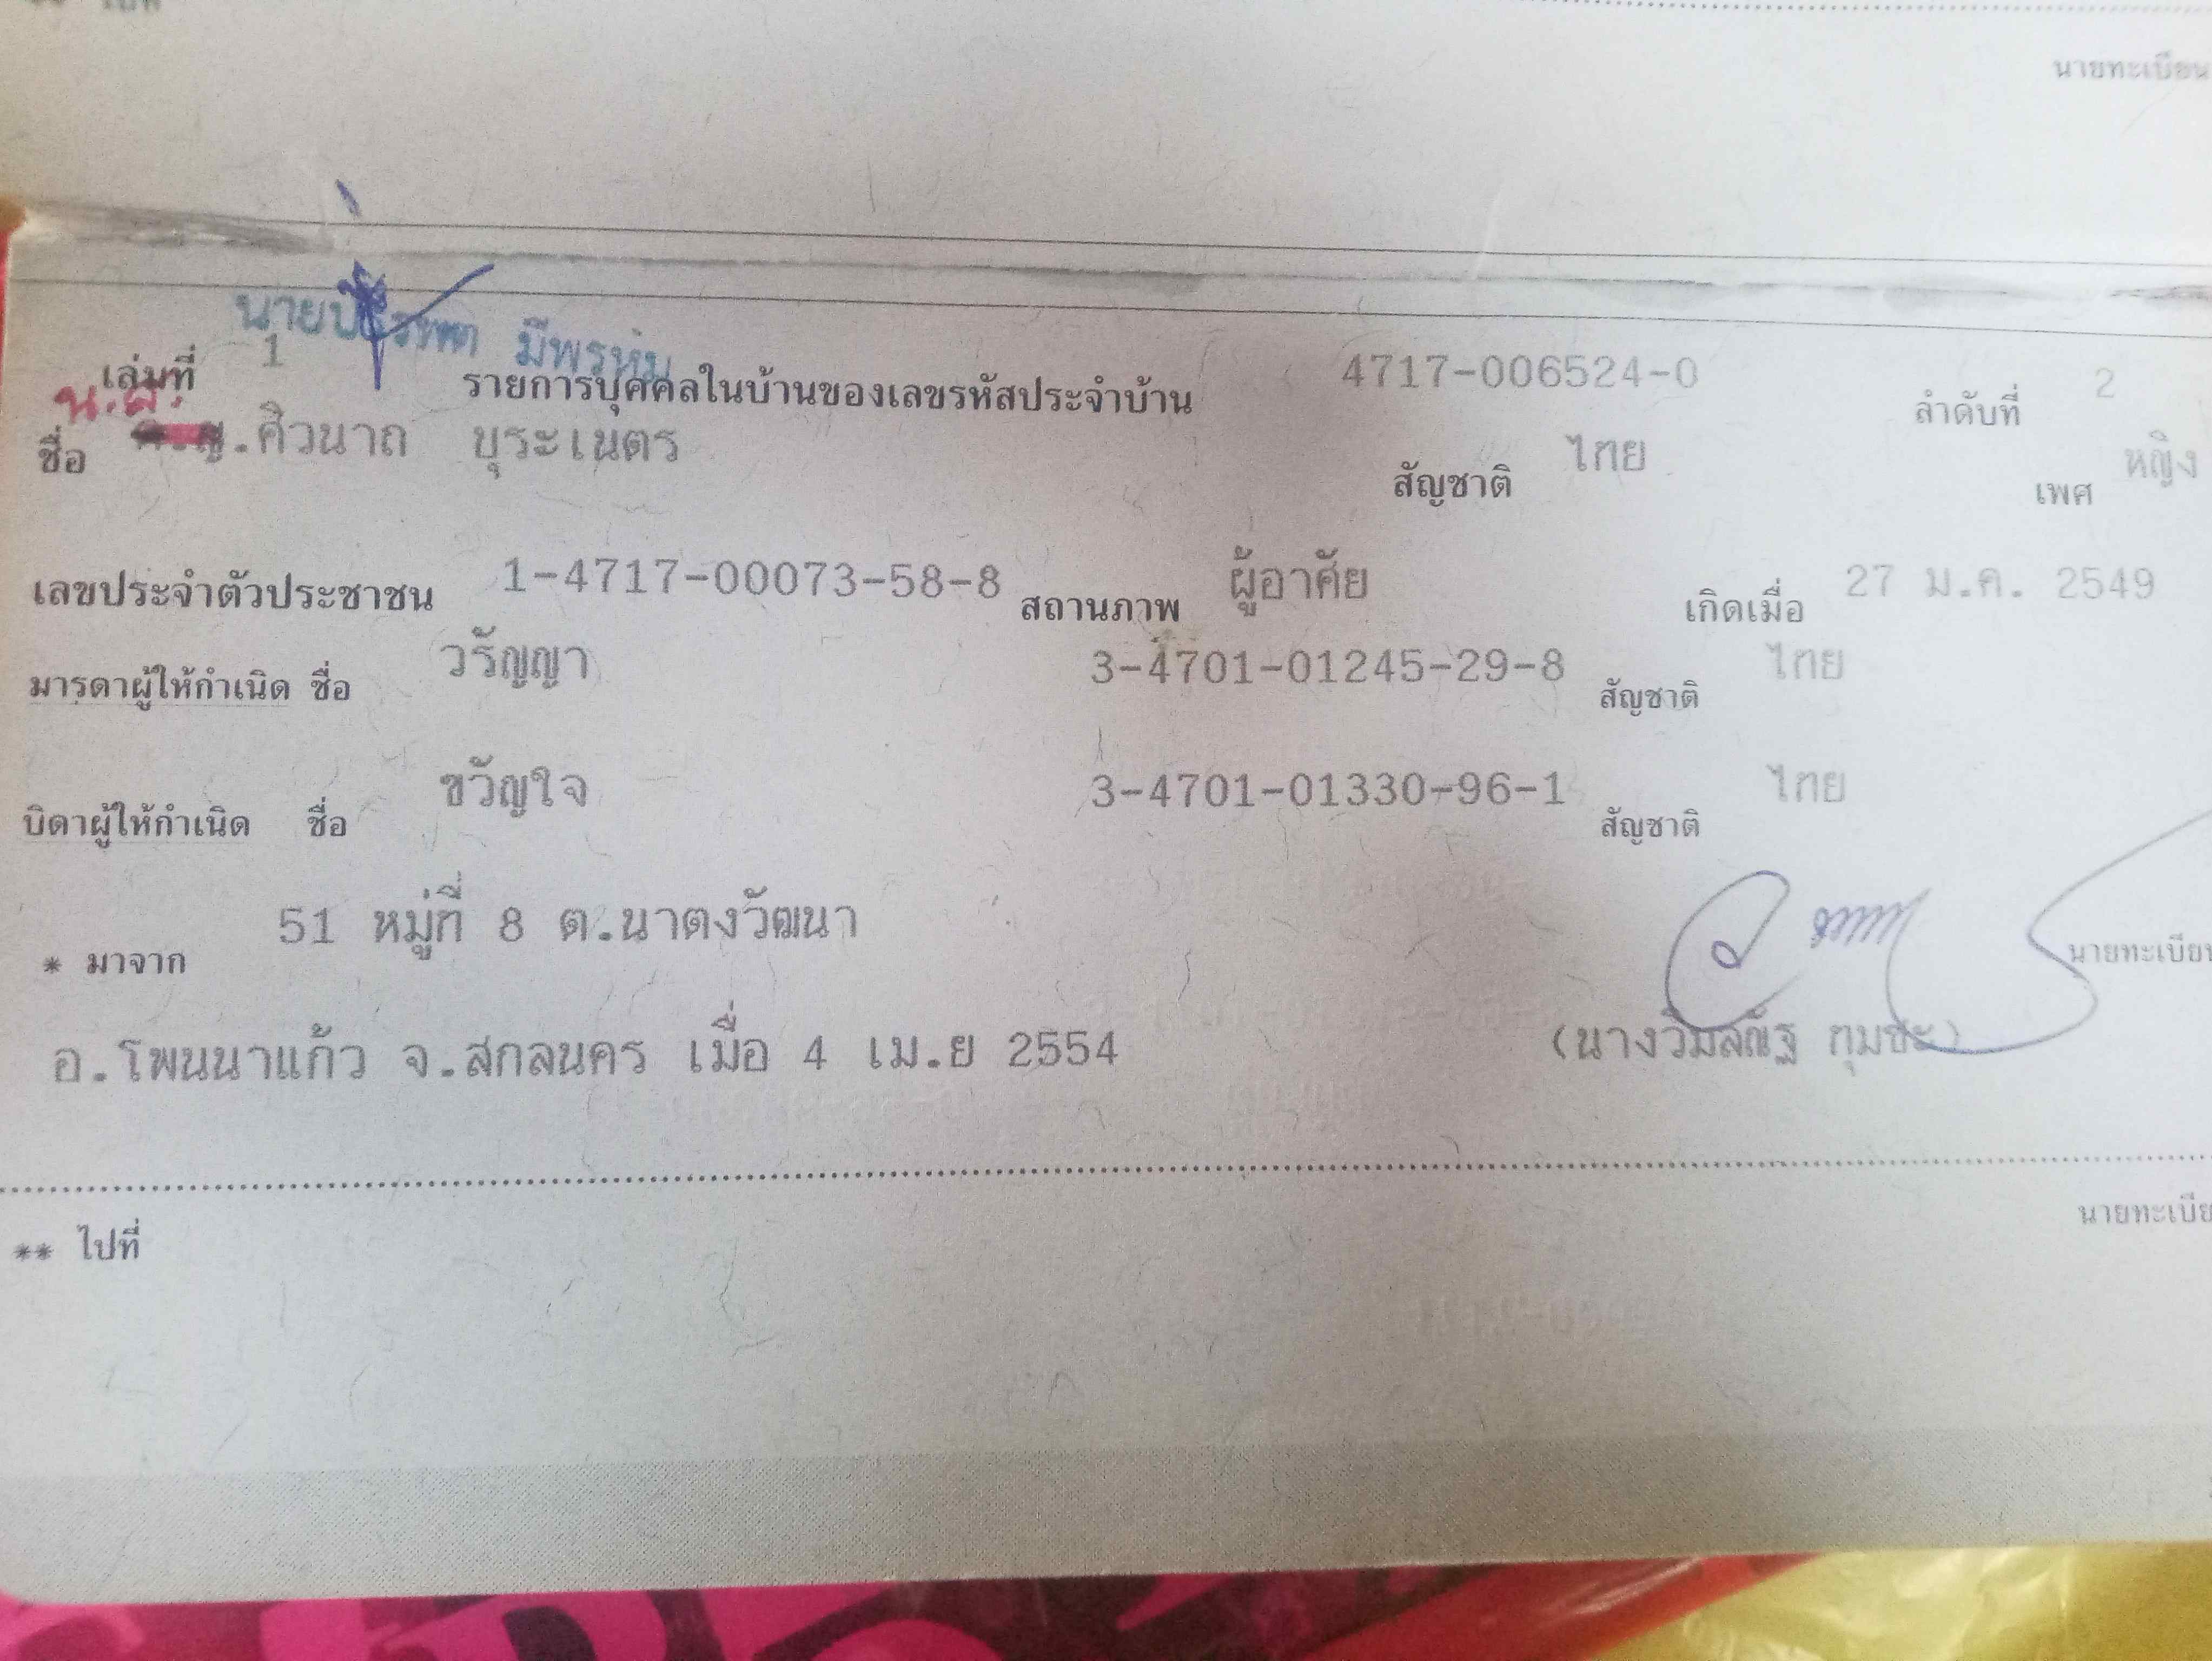 นายทะเบียน
มีพรหม
เล่มที่ 1 รายการบุคคลในบ้านของเลขรหัสประจำบ้าน 4717-006524-0 ลำดับที่ 2
น.ส.
ชื่อ ด.ญ.ศิวนาถ บุระเนตร สัญชาติ ไทย เพศ หญิง
เลขประจำตัวประชาชน 1-4717-00073-58-8 สถานภาพ ผู้อาศัย เกิดเมื่อ 27 ม.ค. 2549
มารดาผู้ให้กำเนิด ชื่อ วรัญญา 3-4701-01245-29-8 สัญชาติ ไทย
บิดาผู้ให้กำเนิด ชื่อ ขวัญใจ 3-4701-01330-96-1 สัญชาติ ไทย
* มาจาก 51 หมู่ที่ 8 ต.นาตงวัฒนา นายทะเบียน
อ.โพนนาแก้ว จ.สกลนคร เมื่อ 4 เม.ย 2554 (นางวิมลณัฐ ทุมชะ)
** ไปที่ นายทะเบีย